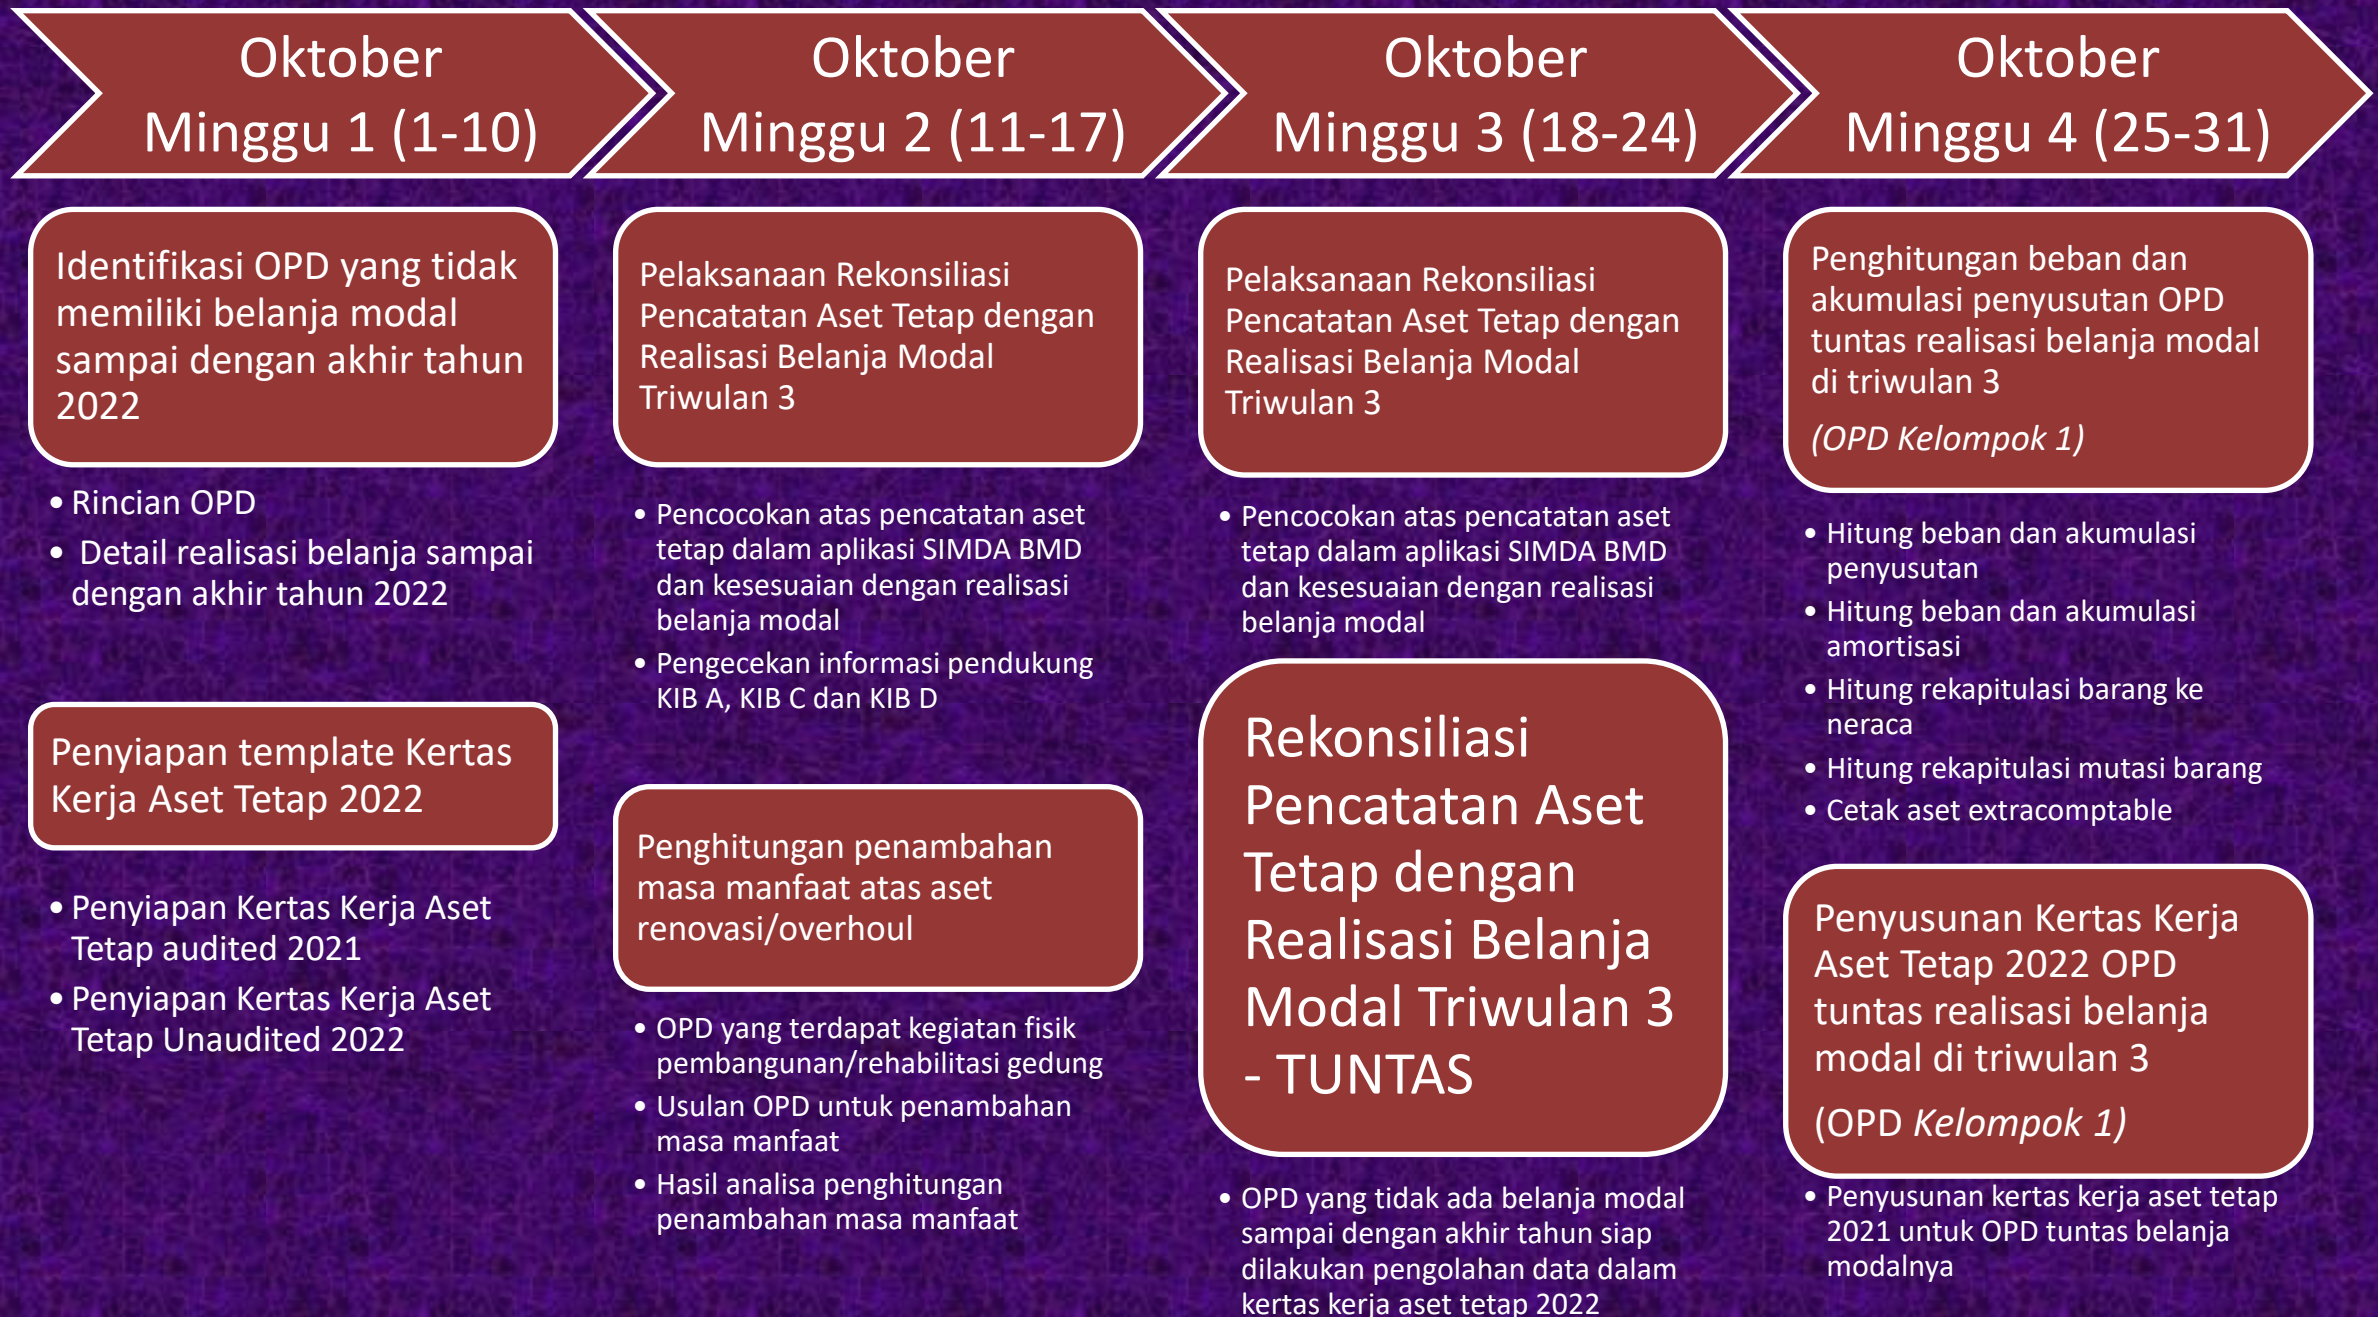 Oktober
Minggu 1 (1-10)
Identifikasi OPD yang tidak
memiliki belanja modal
sampai dengan akhir tahun
2022
• Rincian OPD
• Detail realisasi belanja sampai
dengan akhir tahun 2022
Penyiapan template Kertas
Kerja Aset Tetap 2022
• Penyiapan Kertas Kerja Aset
Tetap audited 2021
• Penyiapan Kertas Kerja Aset
Tetap Unaudited 2022
Oktober
Minggu 2 (11-17)
Pelaksanaan Rekonsiliasi
Pencatatan Aset Tetap dengan
Realisasi Belanja Modal
Triwulan 3
• Pencocokan atas pencatatan aset
tetap dalam aplikasi SIMDA BMD
dan kesesuaian dengan realisasi
belanja modal
• Pengecekan informasi pendukung
KIB A, KIB C dan KIB D
Penghitungan penambahan
masa manfaat atas aset
renovasi/overhoul
• OPD yang terdapat kegiatan fisik
pembangunan/rehabilitasi gedung
• Usulan OPD untuk penambahan
masa manfaat
• Hasil analisa penghitungan
penambahan masa manfaat
Oktober
Minggu 3 (18-24)
Pelaksanaan Rekonsiliasi
Pencatatan Aset Tetap dengan
Realisasi Belanja Modal
Triwulan 3
• Pencocokan atas pencatatan aset
tetap dalam aplikasi SIMDA BMD
dan kesesuaian dengan realisasi
belanja modal
Rekonsiliasi
Pencatatan Aset
Tetap dengan
Realisasi Belanja
Modal Triwulan 3
- TUNTAS
• OPD yang tidak ada belanja modal
sampai dengan akhir tahun siap
dilakukan pengolahan data dalam
kertas kerja aset tetap 2022
Oktober
Minggu 4 (25-31)
Penghitungan beban dan
akumulasi penyusutan OPD
tuntas realisasi belanja modal
di triwulan 3
(OPD Kelompok 1)
• Hitung beban dan akumulasi
penyusutan
• Hitung beban dan akumulasi
amortisasi
• Hitung rekapitulasi barang ke
neraca
• Hitung rekapitulasi mutasi barang
• Cetak aset extracomptable
Penyusunan Kertas Kerja
Aset Tetap 2022 OPD
tuntas realisasi belanja
modal di triwulan 3
(OPD Kelompok 1)
• Penyusunan kertas kerja aset tetap
2021 untuk OPD tuntas belanja
modalnya